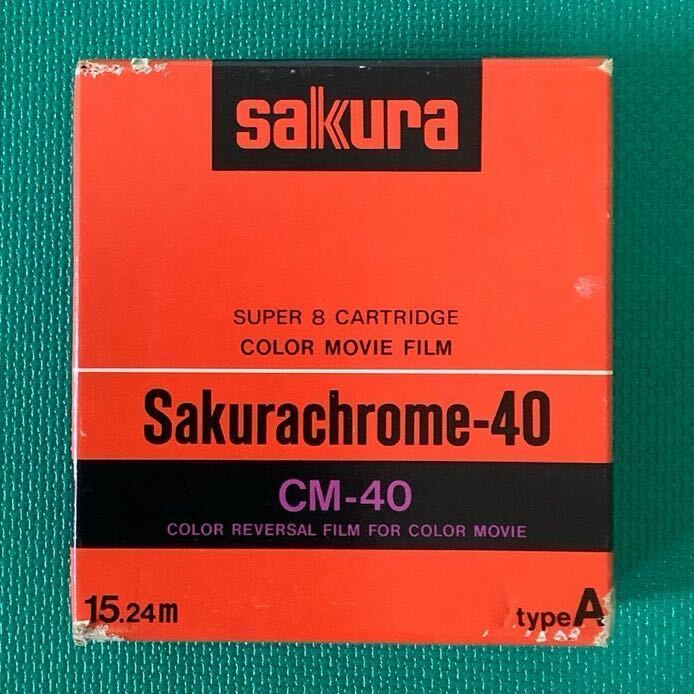 sakura
SUPER 8 CARTRIDGE
COLOR MOVIE FILM
Sakurachrome-40
CM-40
COLOR REVERSAL FILM FOR COLOR MOVIE
15.24m
type A